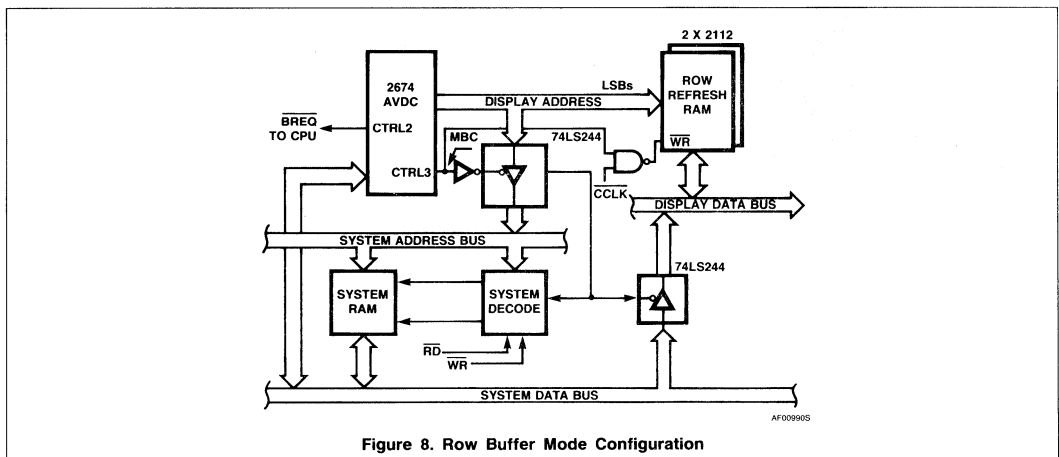 2 X 2112
2674
AVDC
LSBs
DISPLAY ADDRESS
ROW
REFRESH
RAM
BREQ
TO CPU
CTRL2
MBC
74LS244
WR
CTRL3
CCLK
DISPLAY DATA BUS
SYSTEM ADDRESS BUS
74LS244
SYSTEM
RAM
SYSTEM
DECODE
RD
WR
SYSTEM DATA BUS
AF00990S
Figure 8. Row Buffer Mode Configuration